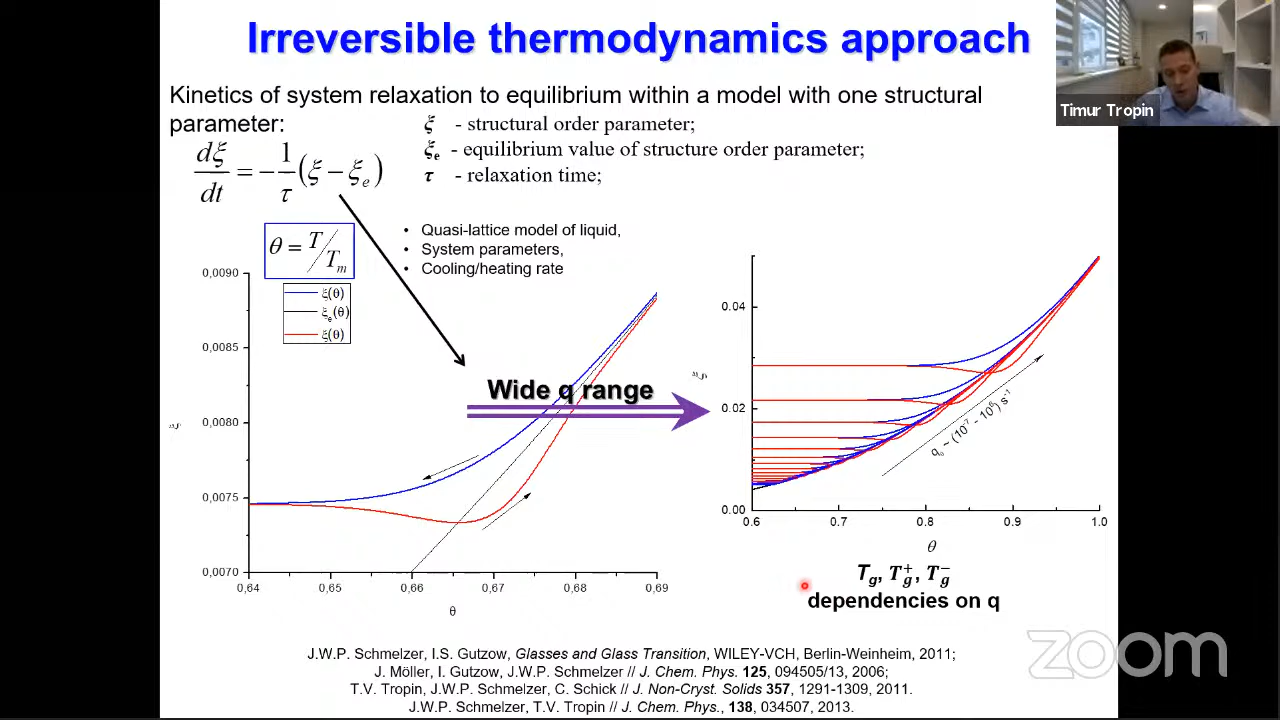 Irreversible thermodynamics approach
Timur Tropin
Kinetics of system relaxation to equilibrium within a model with one structural
parameter:
ξ - structural order parameter;
ξe - equilibrium value of structure order parameter;
τ - relaxation time;
dξ/dt = -1/τ (ξ - ξe)
θ = T/Tm
• Quasi-lattice model of liquid,
• System parameters,
• Cooling/heating rate
ξ(θ)
ξe(θ)
ξ(θ)
0,0090
0,0085
0,0080
0,0075
0,0070
ξ
0,64 0,65 0,66 0,67 0,68 0,69
θ
Wide q range
0.04
0.02
0.00
ξ
0.6 0.7 0.8 0.9 1.0
θ
Tg, Tg+, Tg−
dependencies on q
J.W.P. Schmelzer, I.S. Gutzow, Glasses and Glass Transition, WILEY-VCH, Berlin-Weinheim, 2011;
J. Möller, I. Gutzow, J.W.P. Schmelzer // J. Chem. Phys. 125, 094505/13, 2006;
T.V. Tropin, J.W.P. Schmelzer, C. Schick // J. Non-Cryst. Solids 357, 1291-1309, 2011.
J.W.P. Schmelzer, T.V. Tropin // J. Chem. Phys., 138, 034507, 2013.
zoom